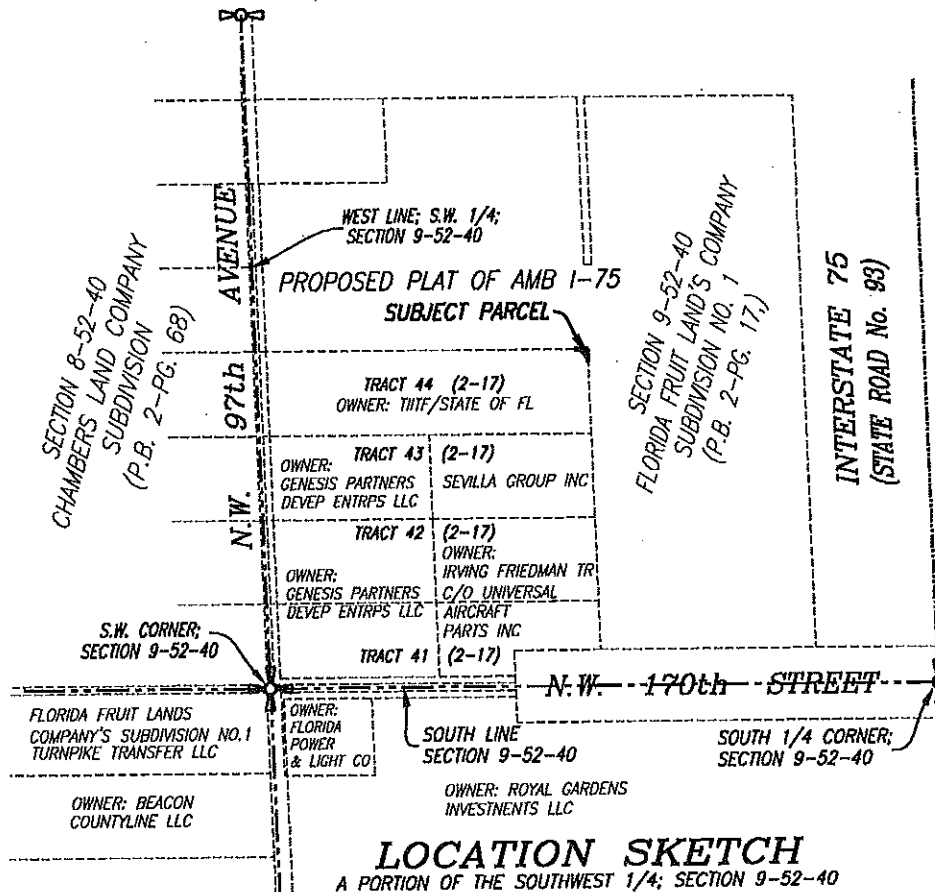 WEST LINE; S.W. 1/4;
SECTION 9-52-40
PROPOSED PLAT OF AMB I-75
SUBJECT PARCEL
SECTION 8-52-40
CHAMBERS LAND COMPANY
SUBDIVISION
(P.B. 2-PG. 68)
N.W. 97th AVENUE
SECTION 9-52-40
FLORIDA FRUIT LAND'S COMPANY
SUBDIVISION NO. 1
(P.B. 2-PG. 17,)
INTERSTATE 75
(STATE ROAD No. 93)
TRACT 44 (2-17)
OWNER: TIITF/STATE OF FL
TRACT 43 (2-17)
OWNER:
GENESIS PARTNERS
DEVEP ENTRPS LLC
SEVILLA GROUP INC
TRACT 42 (2-17)
OWNER:
GENESIS PARTNERS
DEVEP ENTRPS LLC
OWNER:
IRVING FRIEDMAN TR
C/O UNIVERSAL
AIRCRAFT
PARTS INC
TRACT 41 (2-17)
S.W. CORNER;
SECTION 9-52-40
N.W. 170th STREET
FLORIDA FRUIT LANDS
COMPANY'S SUBDIVISION NO.1
TURNPIKE TRANSFER LLC
OWNER:
FLORIDA
POWER
& LIGHT CO
SOUTH LINE
SECTION 9-52-40
SOUTH 1/4 CORNER;
SECTION 9-52-40
OWNER: BEACON
COUNTYLINE LLC
OWNER: ROYAL GARDENS
INVESTNENTS LLC
LOCATION SKETCH
A PORTION OF THE SOUTHWEST 1/4; SECTION 9-52-40